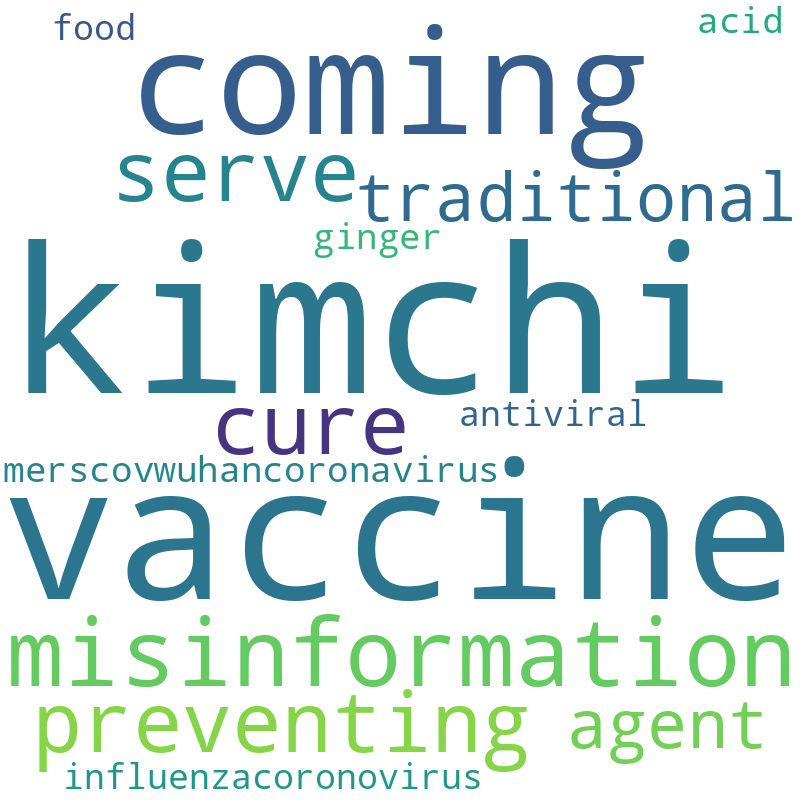 food acid
coming
serve traditional
ginger
kimchi
cure antiviral
merscovwuhancoronavirus
vaccine
misinformation
preventing agent
influenzacoronovirus